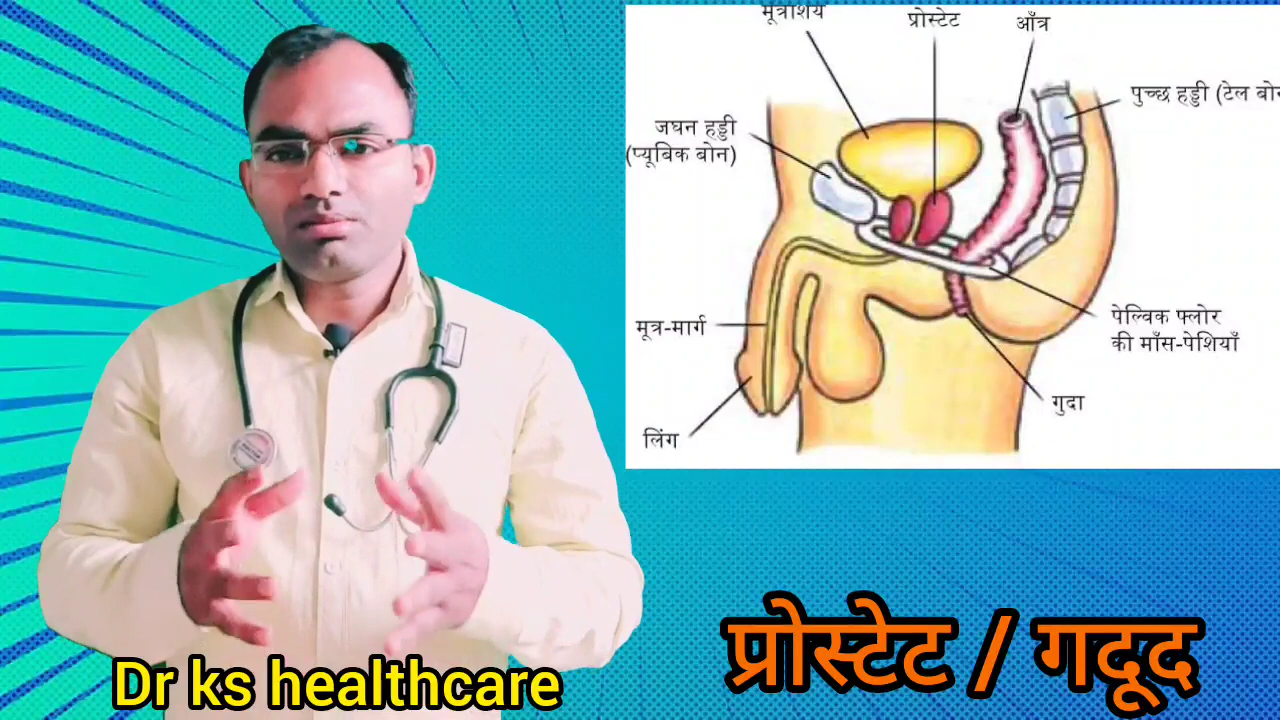 मूत्राशय
प्रोस्टेट
आँत्र
पुच्छ हड्डी (टेल बोन
जघन हड्डी
(प्यूबिक बोन)
मूत्र-मार्ग
पेल्विक फ्लोर
की माँस-पेशियाँ
गुदा
लिंग
प्रोस्टेट / गदूद
Dr ks healthcare